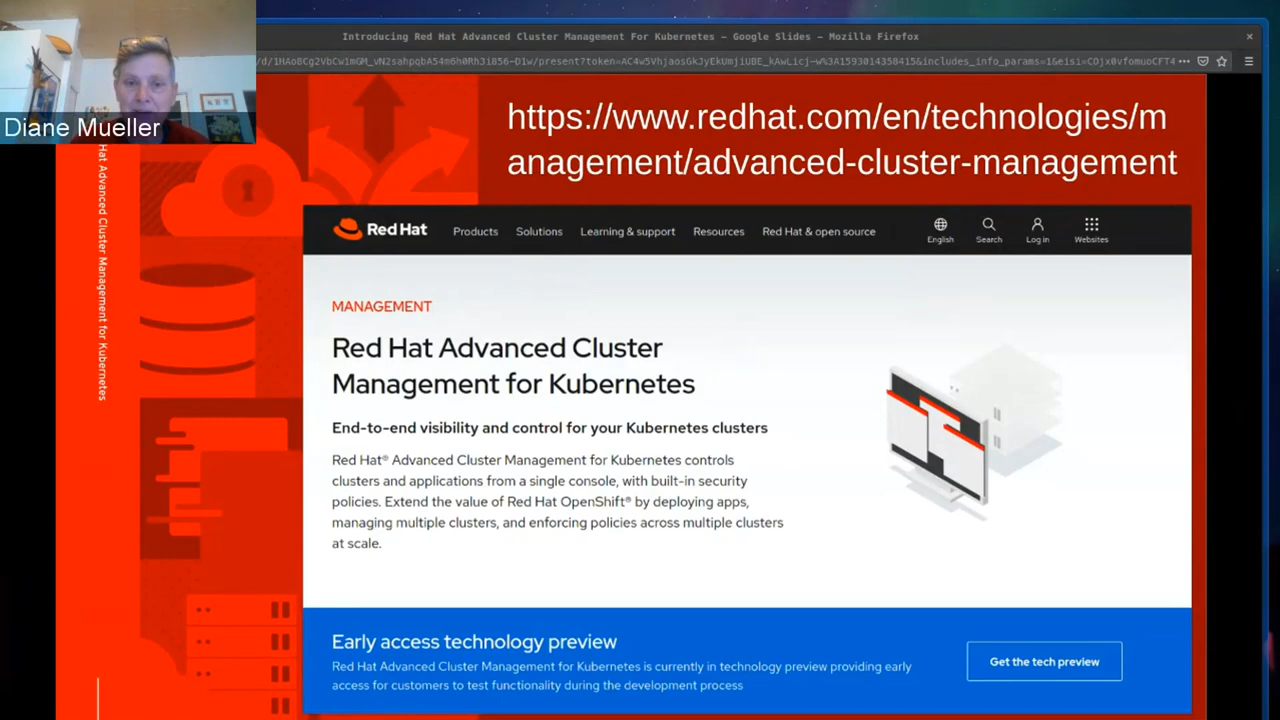 Introducing Red Hat Advanced Cluster Management For Kubernetes – Google Slides – Mozilla Firefox
Diane Mueller
https://www.redhat.com/en/technologies/m
anagement/advanced-cluster-management
Hat Advanced Cluster Management for Kubernetes
Red Hat
Products
Solutions
Learning & support
Resources
Red Hat & open source
English
Search
Log in
Websites
MANAGEMENT
Red Hat Advanced Cluster
Management for Kubernetes
End-to-end visibility and control for your Kubernetes clusters
Red Hat® Advanced Cluster Management for Kubernetes controls
clusters and applications from a single console, with built-in security
policies. Extend the value of Red Hat OpenShift® by deploying apps,
managing multiple clusters, and enforcing policies across multiple clusters
at scale.
Early access technology preview
Red Hat Advanced Cluster Management for Kubernetes is currently in technology preview providing early
access for customers to test functionality during the development process
Get the tech preview